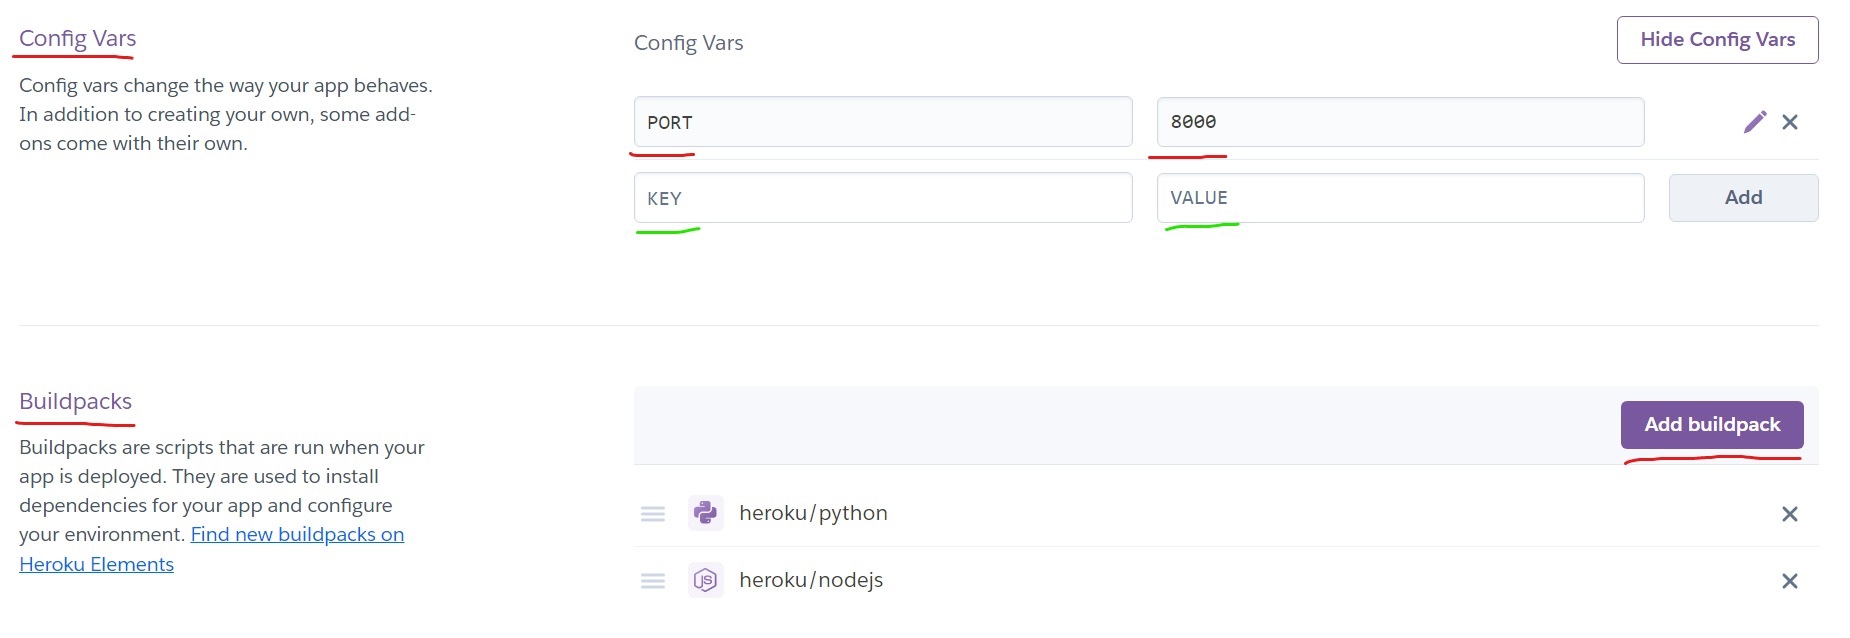 Config Vars
Config vars change the way your app behaves.
In addition to creating your own, some add-
ons come with their own.
Config Vars
Hide Config Vars
PORT
8000
KEY
VALUE
Add
Buildpacks
Buildpacks are scripts that are run when your
app is deployed. They are used to install
dependencies for your app and configure
your environment. Find new buildpacks on
Heroku Elements
Add buildpack
heroku/python
JS
heroku/nodejs